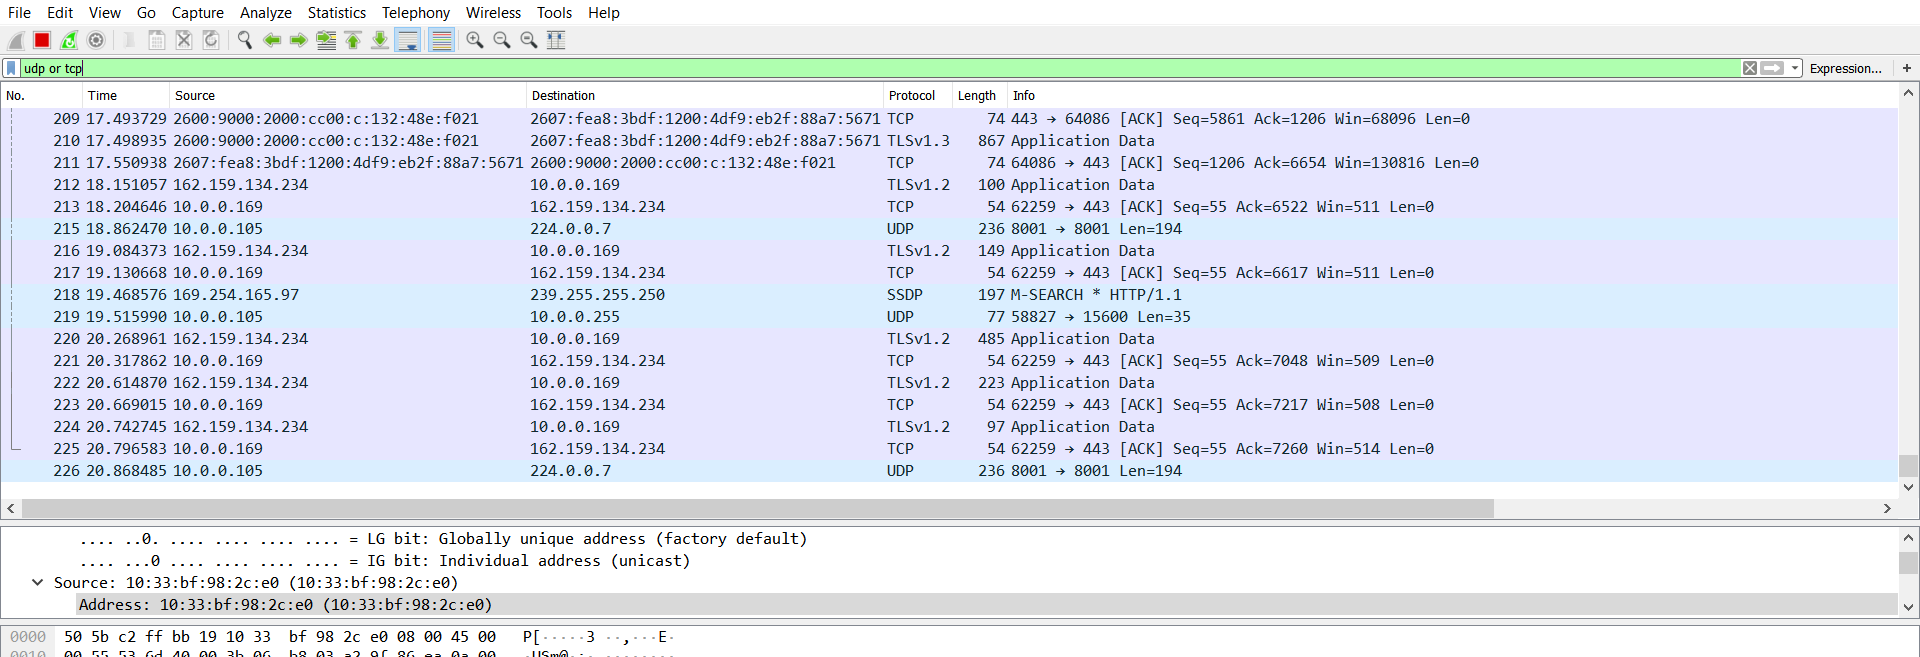 File Edit View Go Capture Analyze Statistics Telephony Wireless Tools Help
udp or tcp Expression... +
No. Time Source Destination Protocol Length Info
209 17.493729 2600:9000:2000:cc00:c:132:48e:f021 2607:fea8:3bdf:1200:4df9:eb2f:88a7:5671 TCP 74 443 → 64086 [ACK] Seq=5861 Ack=1206 Win=68096 Len=0
210 17.498935 2600:9000:2000:cc00:c:132:48e:f021 2607:fea8:3bdf:1200:4df9:eb2f:88a7:5671 TLSv1.3 867 Application Data
211 17.550938 2607:fea8:3bdf:1200:4df9:eb2f:88a7:5671 2600:9000:2000:cc00:c:132:48e:f021 TCP 74 64086 → 443 [ACK] Seq=1206 Ack=6654 Win=130816 Len=0
212 18.151057 162.159.134.234 10.0.0.169 TLSv1.2 100 Application Data
213 18.204646 10.0.0.169 162.159.134.234 TCP 54 62259 → 443 [ACK] Seq=55 Ack=6522 Win=511 Len=0
215 18.862470 10.0.0.105 224.0.0.7 UDP 236 8001 → 8001 Len=194
216 19.084373 162.159.134.234 10.0.0.169 TLSv1.2 149 Application Data
217 19.130668 10.0.0.169 162.159.134.234 TCP 54 62259 → 443 [ACK] Seq=55 Ack=6617 Win=511 Len=0
218 19.468576 169.254.165.97 239.255.255.250 SSDP 197 M-SEARCH * HTTP/1.1
219 19.515990 10.0.0.105 10.0.0.255 UDP 77 58827 → 15600 Len=35
220 20.268961 162.159.134.234 10.0.0.169 TLSv1.2 485 Application Data
221 20.317862 10.0.0.169 162.159.134.234 TCP 54 62259 → 443 [ACK] Seq=55 Ack=7048 Win=509 Len=0
222 20.614870 162.159.134.234 10.0.0.169 TLSv1.2 223 Application Data
223 20.669015 10.0.0.169 162.159.134.234 TCP 54 62259 → 443 [ACK] Seq=55 Ack=7217 Win=508 Len=0
224 20.742745 162.159.134.234 10.0.0.169 TLSv1.2 97 Application Data
225 20.796583 10.0.0.169 162.159.134.234 TCP 54 62259 → 443 [ACK] Seq=55 Ack=7260 Win=514 Len=0
226 20.868485 10.0.0.105 224.0.0.7 UDP 236 8001 → 8001 Len=194
.... ..0. .... .... .... .... = LG bit: Globally unique address (factory default)
.... ...0 .... .... .... .... = IG bit: Individual address (unicast)
Source: 10:33:bf:98:2c:e0 (10:33:bf:98:2c:e0)
Address: 10:33:bf:98:2c:e0 (10:33:bf:98:2c:e0)
0000 50 5b c2 ff bb 19 10 33 bf 98 2c e0 08 00 45 00 P[·····3 ··,···E·